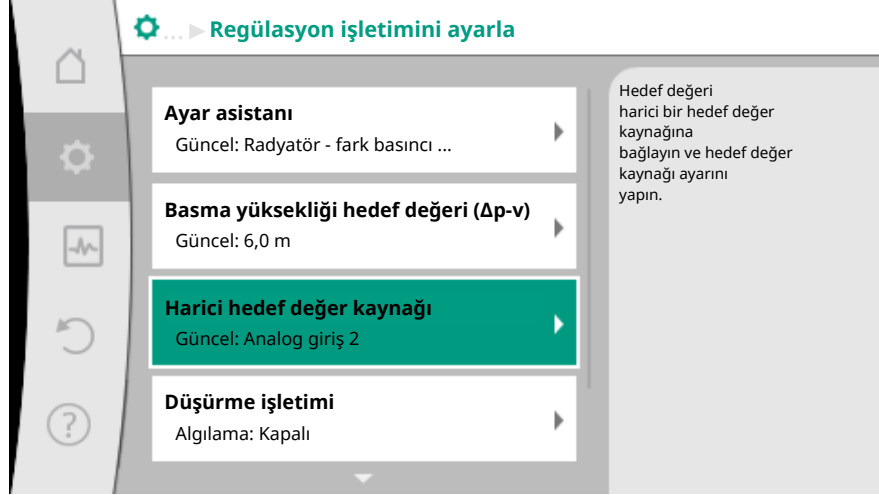 ... Regülasyon işletimini ayarla
Ayar asistanı
Güncel: Radyatör - fark basıncı ...
Basma yüksekliği hedef değeri (Δp-v)
Güncel: 6,0 m
Harici hedef değer kaynağı
Güncel: Analog giriş 2
Düşürme işletimi
Algılama: Kapalı
Hedef değeri
harici bir hedef değer
kaynağına
bağlayın ve hedef değer
kaynağı ayarını
yapın.